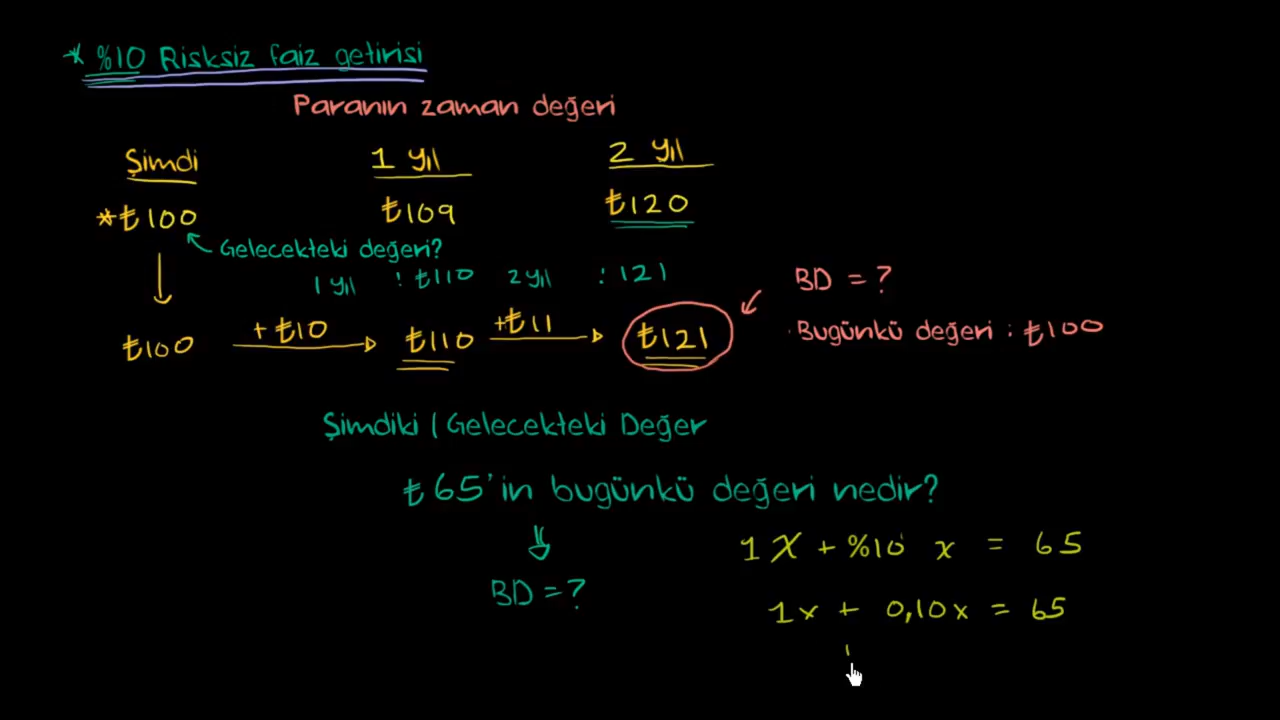 * %10 Risksiz faiz getirisi
Paranın zaman değeri
Şimdi 1 yıl 2 yıl
*₺100 ₺109 ₺120
Gelecekteki değeri?
1 yıl : ₺110 2 yıl : 121
BD = ?
₺100 + ₺10 ₺110 +₺11 ₺121
Bugünkü değeri : ₺100
Şimdiki / Gelecekteki Değer
₺65'in bugünkü değeri nedir?
1x + %10 x = 65
BD = ?
1x + 0,10x = 65